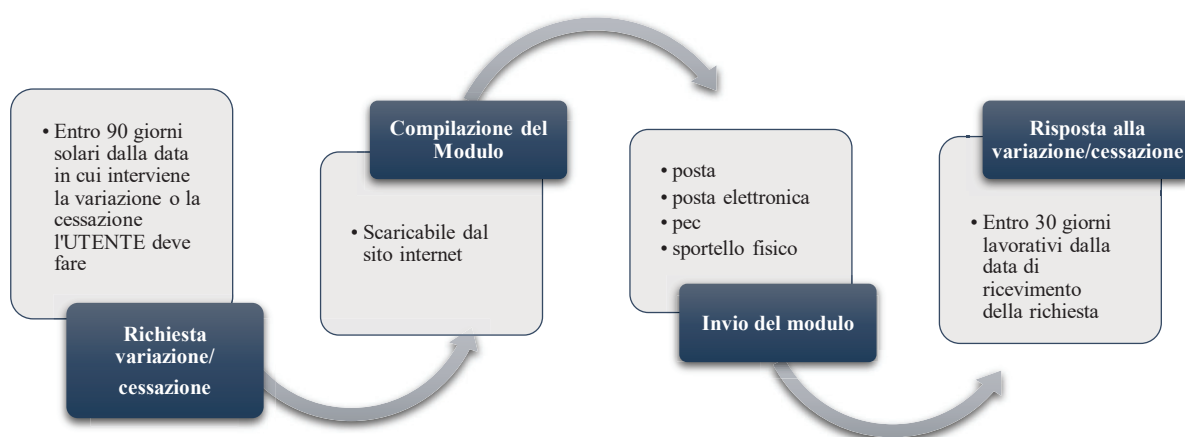 • Entro 90 giorni
solari dalla data
in cui interviene
la variazione o la
cessazione
l'UTENTE deve
fare
Richiesta
variazione/
cessazione
Compilazione del
Modulo
• Scaricabile dal
sito internet
• posta
• posta elettronica
• pec
• sportello fisico
Invio del modulo
Risposta alla
variazione/cessazione
• Entro 30 giorni
lavorativi dalla
data di
ricevimento
della richiesta